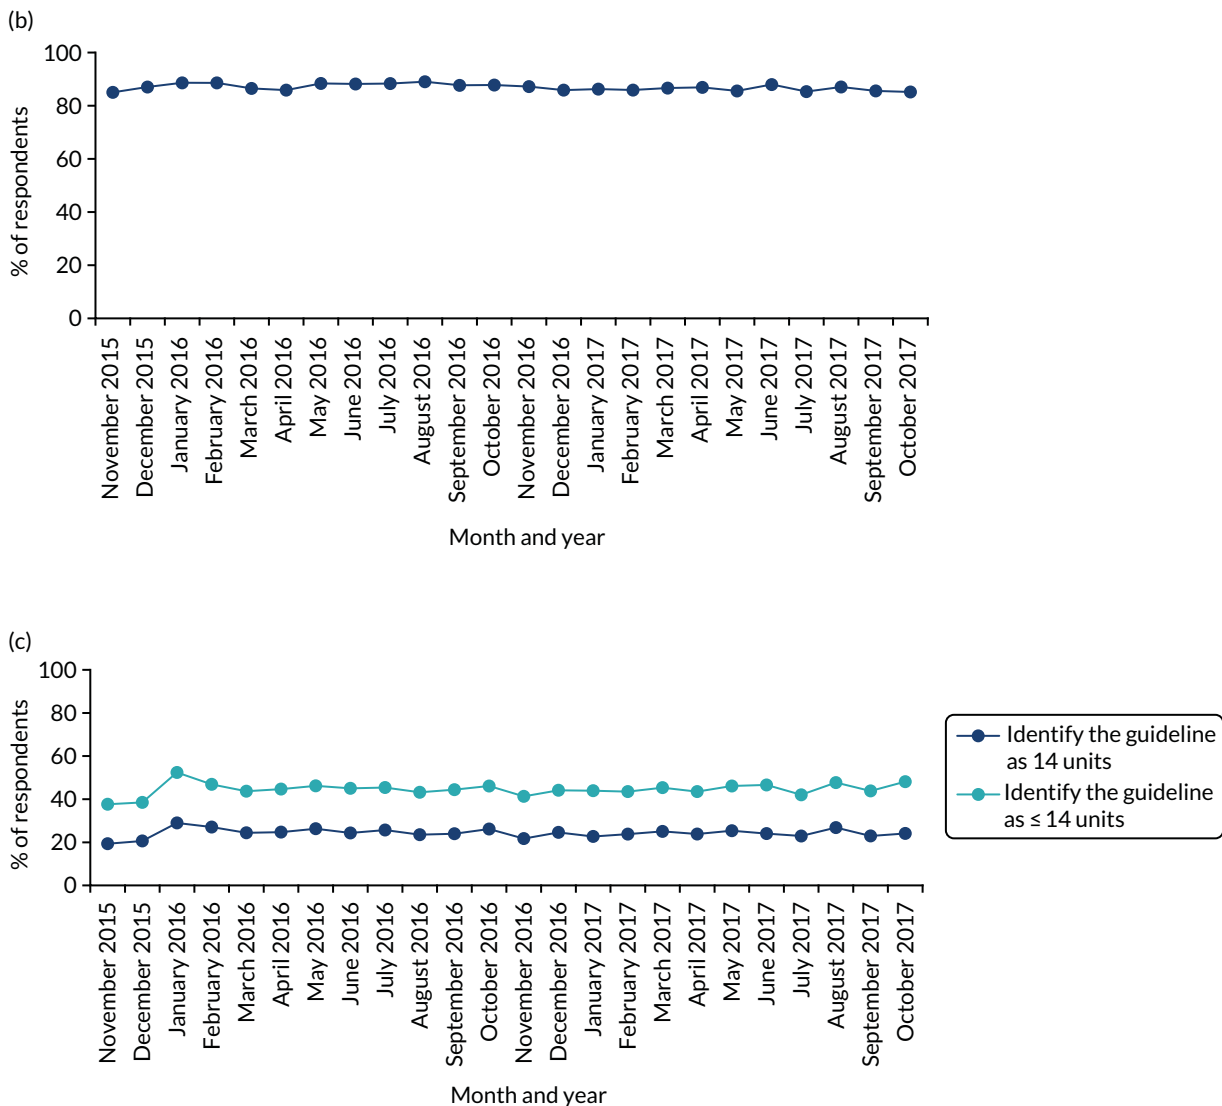 (b)
% of respondents
100
80
60
40
20
0
November 2015
December 2015
January 2016
February 2016
March 2016
April 2016
May 2016
June 2016
July 2016
August 2016
September 2016
October 2016
November 2016
December 2016
January 2017
February 2017
March 2017
April 2017
May 2017
June 2017
July 2017
August 2017
September 2017
October 2017
Month and year
(c)
% of respondents
100
80
60
40
20
0
November 2015
December 2015
January 2016
February 2016
March 2016
April 2016
May 2016
June 2016
July 2016
August 2016
September 2016
October 2016
November 2016
December 2016
January 2017
February 2017
March 2017
April 2017
May 2017
June 2017
July 2017
August 2017
September 2017
October 2017
Month and year
Identify the guideline
as 14 units
Identify the guideline
as ≤ 14 units